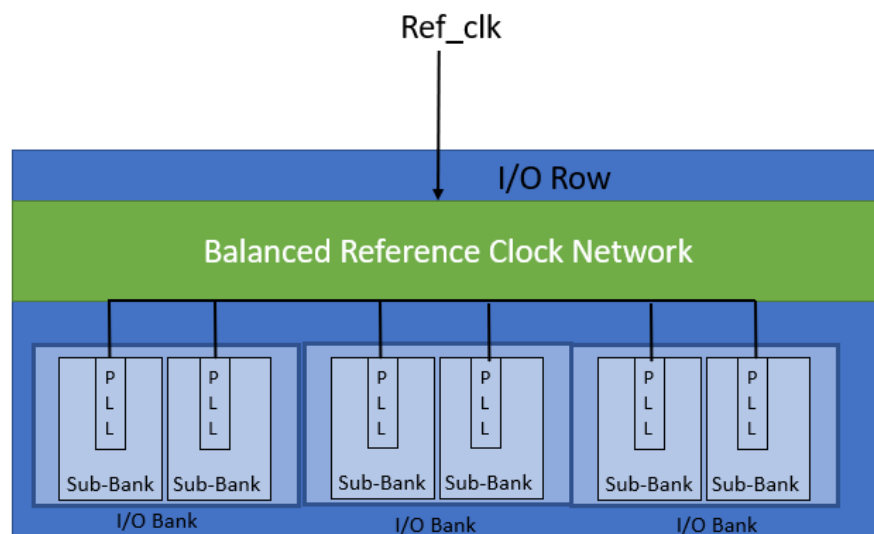 Ref_clk
I/O Row
Balanced Reference Clock Network
P
L
L
P
L
L
P
L
L
P
L
L
P
L
L
P
L
L
Sub-Bank
Sub-Bank
Sub-Bank
Sub-Bank
Sub-Bank
Sub-Bank
I/O Bank
I/O Bank
I/O Bank